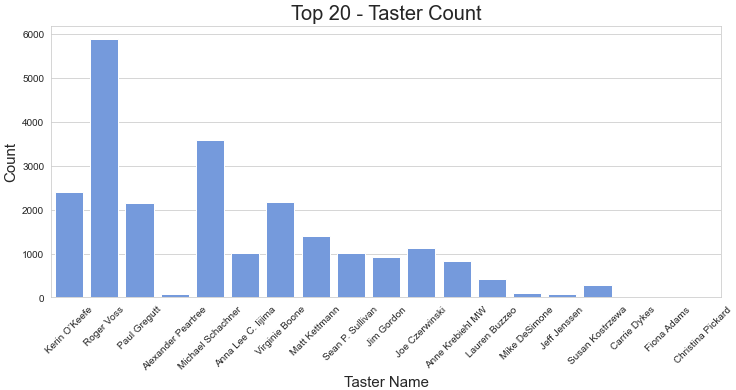 Top 20 - Taster Count
Count
6000
5000
4000
3000
2000
1000
0
Kerin O'Keefe
Roger Voss
Paul Gregutt
Alexander Peartree
Michael Schachner
Anna Lee C. Iijima
Virginie Boone
Matt Kettmann
Sean P. Sullivan
Jim Gordon
Joe Czerwinski
Anne Krebiehl MW
Lauren Buzzeo
Mike DeSimone
Jeff Jenssen
Susan Kostrzewa
Carrie Dykes
Fiona Adams
Christina Pickard
Taster Name